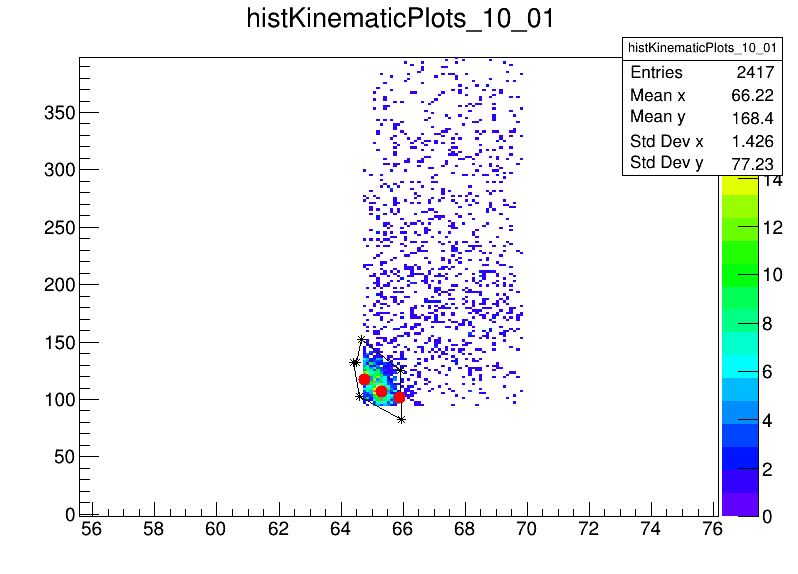 histKinematicPlots_10_01
histKinematicPlots_10_01
Entries 2417
Mean x 66.22
Mean y 168.4
Std Dev x 1.426
Std Dev y 77.23
350
300
250
200
150
100
50
0
56 58 60 62 64 66 68 70 72 74 76
14
12
10
8
6
4
2
0